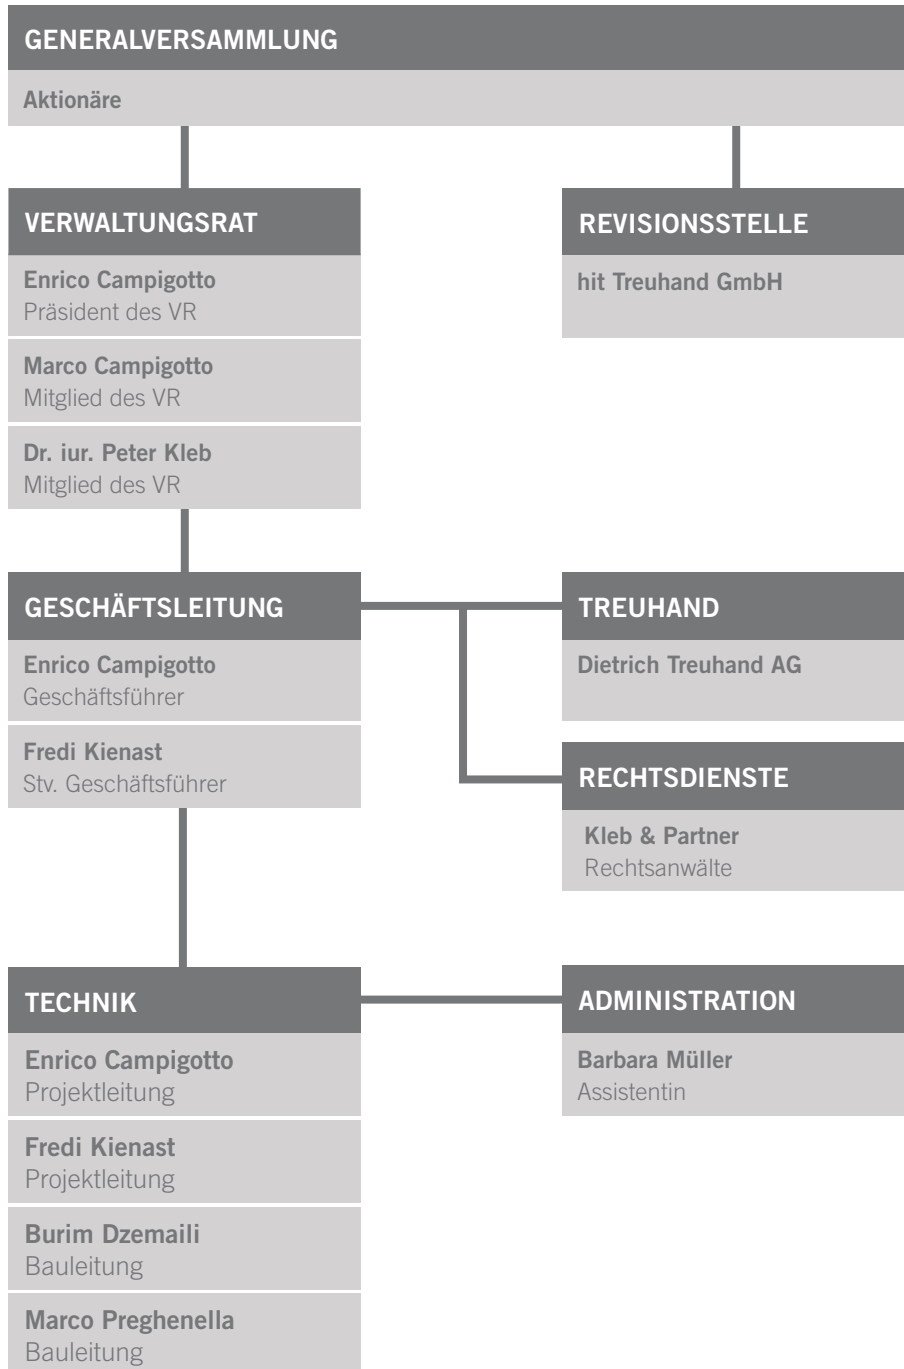 GENERALVERSAMMLUNG
Aktionäre
VERWALTUNGSRAT
Enrico Campigotto
Präsident des VR
Marco Campigotto
Mitglied des VR
Dr. iur. Peter Kleb
Mitglied des VR
REVISIONSSTELLE
hit Treuhand GmbH
GESCHÄFTSLEITUNG
Enrico Campigotto
Geschäftsführer
Fredi Kienast
Stv. Geschäftsführer
TREUHAND
Dietrich Treuhand AG
RECHTSDIENSTE
Kleb & Partner
Rechtsanwälte
TECHNIK
Enrico Campigotto
Projektleitung
Fredi Kienast
Projektleitung
Burim Dzemaili
Bauleitung
Marco Preghenella
Bauleitung
ADMINISTRATION
Barbara Müller
Assistentin